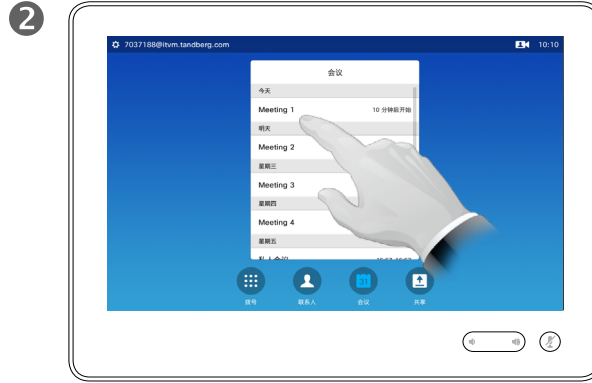 2
7037188@itvm.tandberg.com 10:10
会议
今天
Meeting 1 10 分钟后开始
明天
Meeting 2
星期三
Meeting 3
星期四
Meeting 4
星期五
31
拨号 联系人 会议 共享